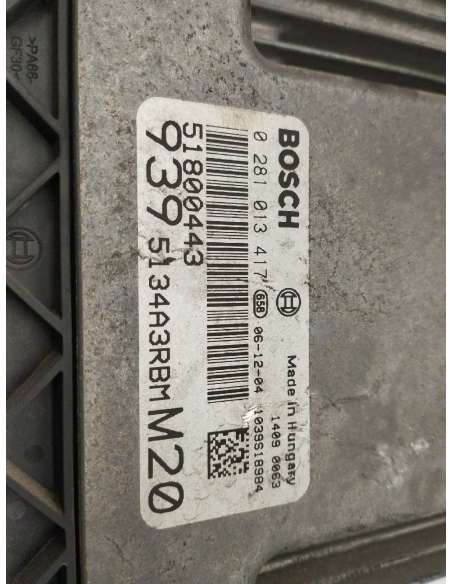 >PA66-
GF30<
BOSCH
0 281 013 417
658 06-12-04 1039S18984
Made in Hungary
1409 0063
51800443
939 5134A3RBM M20